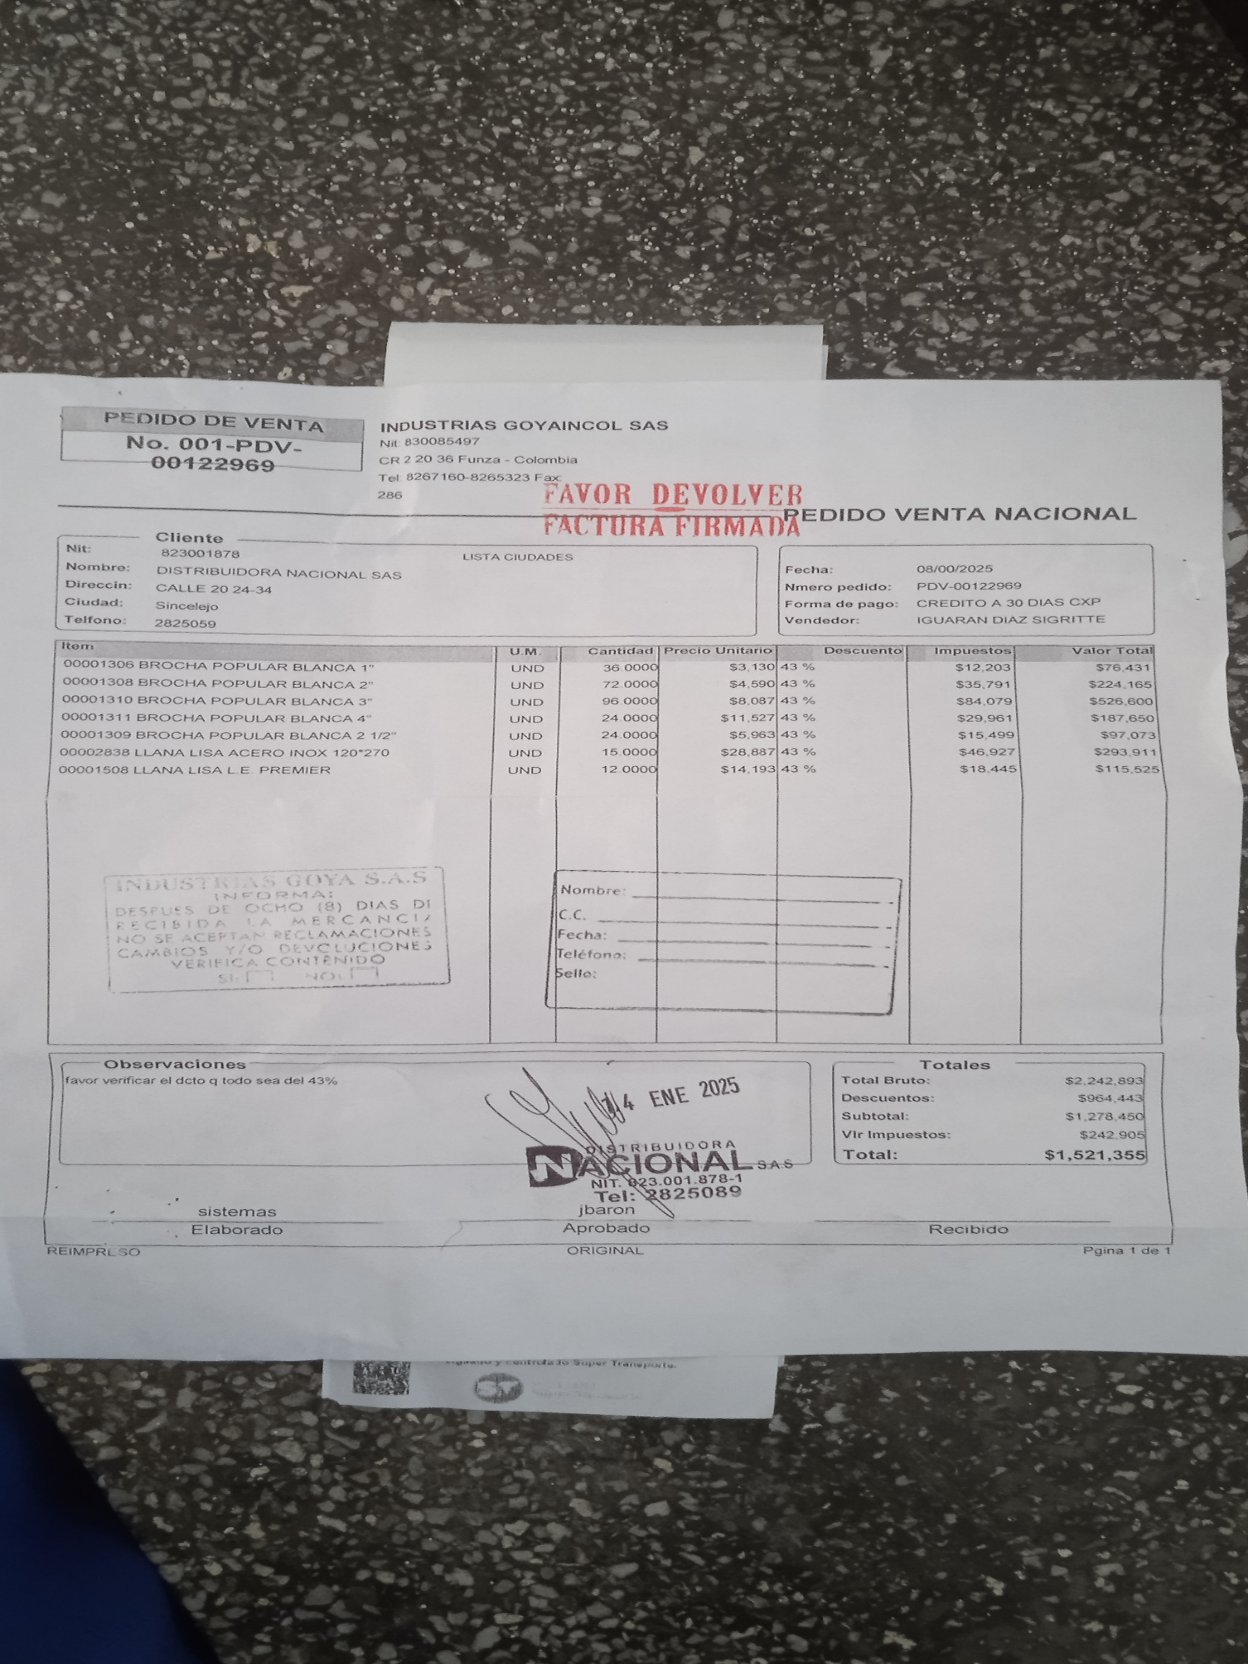 PEDIDO DE VENTA
No. 001-PDV-
00122969
INDUSTRIAS GOYAINCOL SAS
Nit: 830085497
CR 2 20 36 Funza - Colombia
Tel: 8267160-8265323 Fax:
286
FAVOR DEVOLVER
FACTURA FIRMADA
PEDIDO VENTA NACIONAL
Cliente
Nit: 823001878 LISTA CIUDADES
Nombre: DISTRIBUIDORA NACIONAL SAS
Direccin: CALLE 20 24-34
Ciudad: Sincelejo
Telfono: 2825059
Fecha: 08/00/2025
Nmero pedido: PDV-00122969
Forma de pago: CREDITO A 30 DIAS CXP
Vendedor: IGUARAN DIAZ SIGRITTE
Item U.M. Cantidad Precio Unitario Descuento Impuestos Valor Total
00001306 BROCHA POPULAR BLANCA 1" UND 36.0000 $3,130 43 % $12,203 $76,431
00001308 BROCHA POPULAR BLANCA 2" UND 72.0000 $4,590 43 % $35,791 $224,165
00001310 BROCHA POPULAR BLANCA 3" UND 96.0000 $8,087 43 % $84,079 $526,600
00001311 BROCHA POPULAR BLANCA 4" UND 24.0000 $11,527 43 % $29,961 $187,650
00001309 BROCHA POPULAR BLANCA 2 1/2" UND 24.0000 $5,963 43 % $15,499 $97,073
00002838 LLANA LISA ACERO INOX 120*270 UND 15.0000 $28,887 43 % $46,927 $293,911
00001508 LLANA LISA L.E. PREMIER UND 12.0000 $14,193 43 % $18,445 $115,525
INDUSTRIAS GOYA S.A.S
INFORMA:
DESPUES DE OCHO (8) DIAS DE
RECIBIDA LA MERCANCIA
NO SE ACEPTAN RECLAMACIONES
CAMBIOS Y/O DEVOLUCIONES
VERIFICA CONTENIDO
SI: NO:
Nombre:
C.C.
Fecha:
Teléfono:
Sello:
Observaciones
favor verificar el dcto q todo sea del 43%
4 ENE 2025
DISTRIBUIDORA
NACIONAL S.A.S
NIT. 823.001.878-1
Tel: 2825089
Totales
Total Bruto: $2,242,893
Descuentos: $964,443
Subtotal: $1,278,450
Vlr Impuestos: $242,905
Total: $1,521,355
sistemas jbaron
Elaborado Aprobado Recibido
REIMPRESO ORIGINAL Pgina 1 de 1
y Controlado Super Transporte.